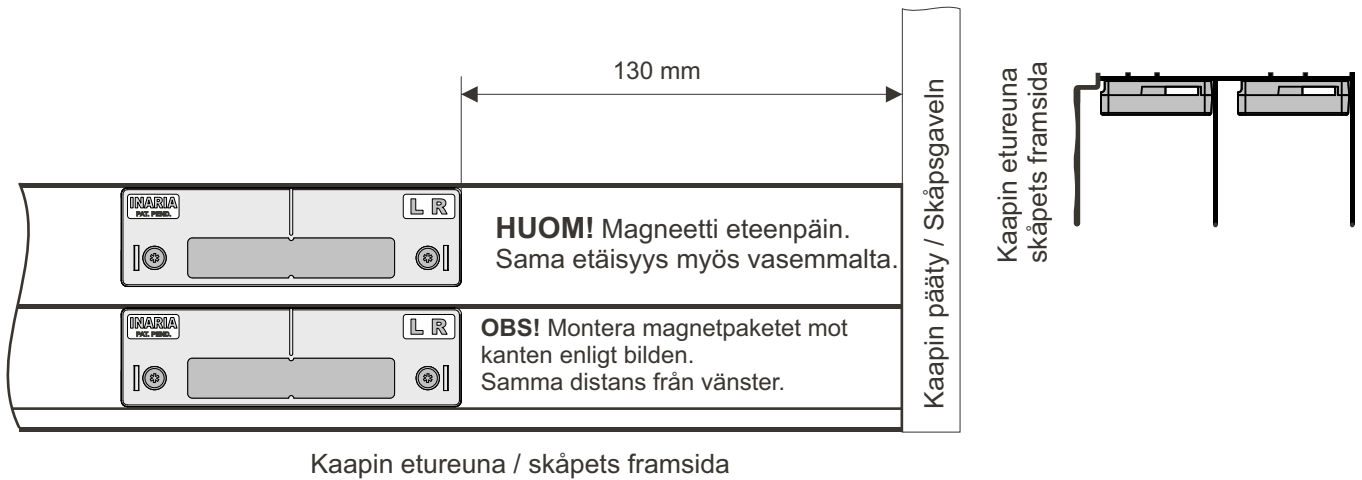 130 mm
INARIA
PAT. PEND.
L R
HUOM! Magneetti eteenpäin.
Sama etäisyys myös vasemmalta.
INARIA
PAT. PEND.
L R
OBS! Montera magnetpaketet mot
kanten enligt bilden.
Samma distans från vänster.
Kaapin pääty / Skåpsgaveln
Kaapin etureuna / skåpets framsida
Kaapin etureuna
skåpets framsida